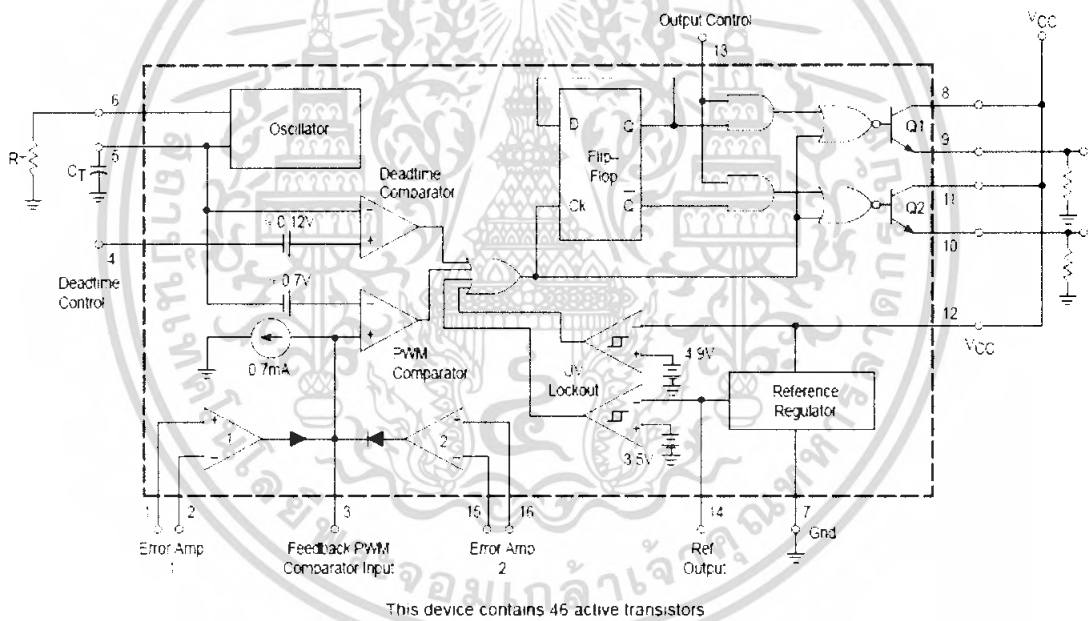 Output Control
13
VCC
6
Oscillator
5
RT
CT
Deadtime
Comparator
D
Q
Flip-
Flop
Ck
Q
8
Q1
9
11
Q2
10
0.12V
4
Deadtime
Control
0.7V
0.7mA
PWM
Comparator
UV
Lockout
4.9V
3.5V
12
VCC
Reference
Regulator
+
1
-
2
1
2
3
15
16
14
7
Gnd
Error Amp
1
Feedback PWM
Comparator Input
Error Amp
2
Ref
Output
This device contains 46 active transistors